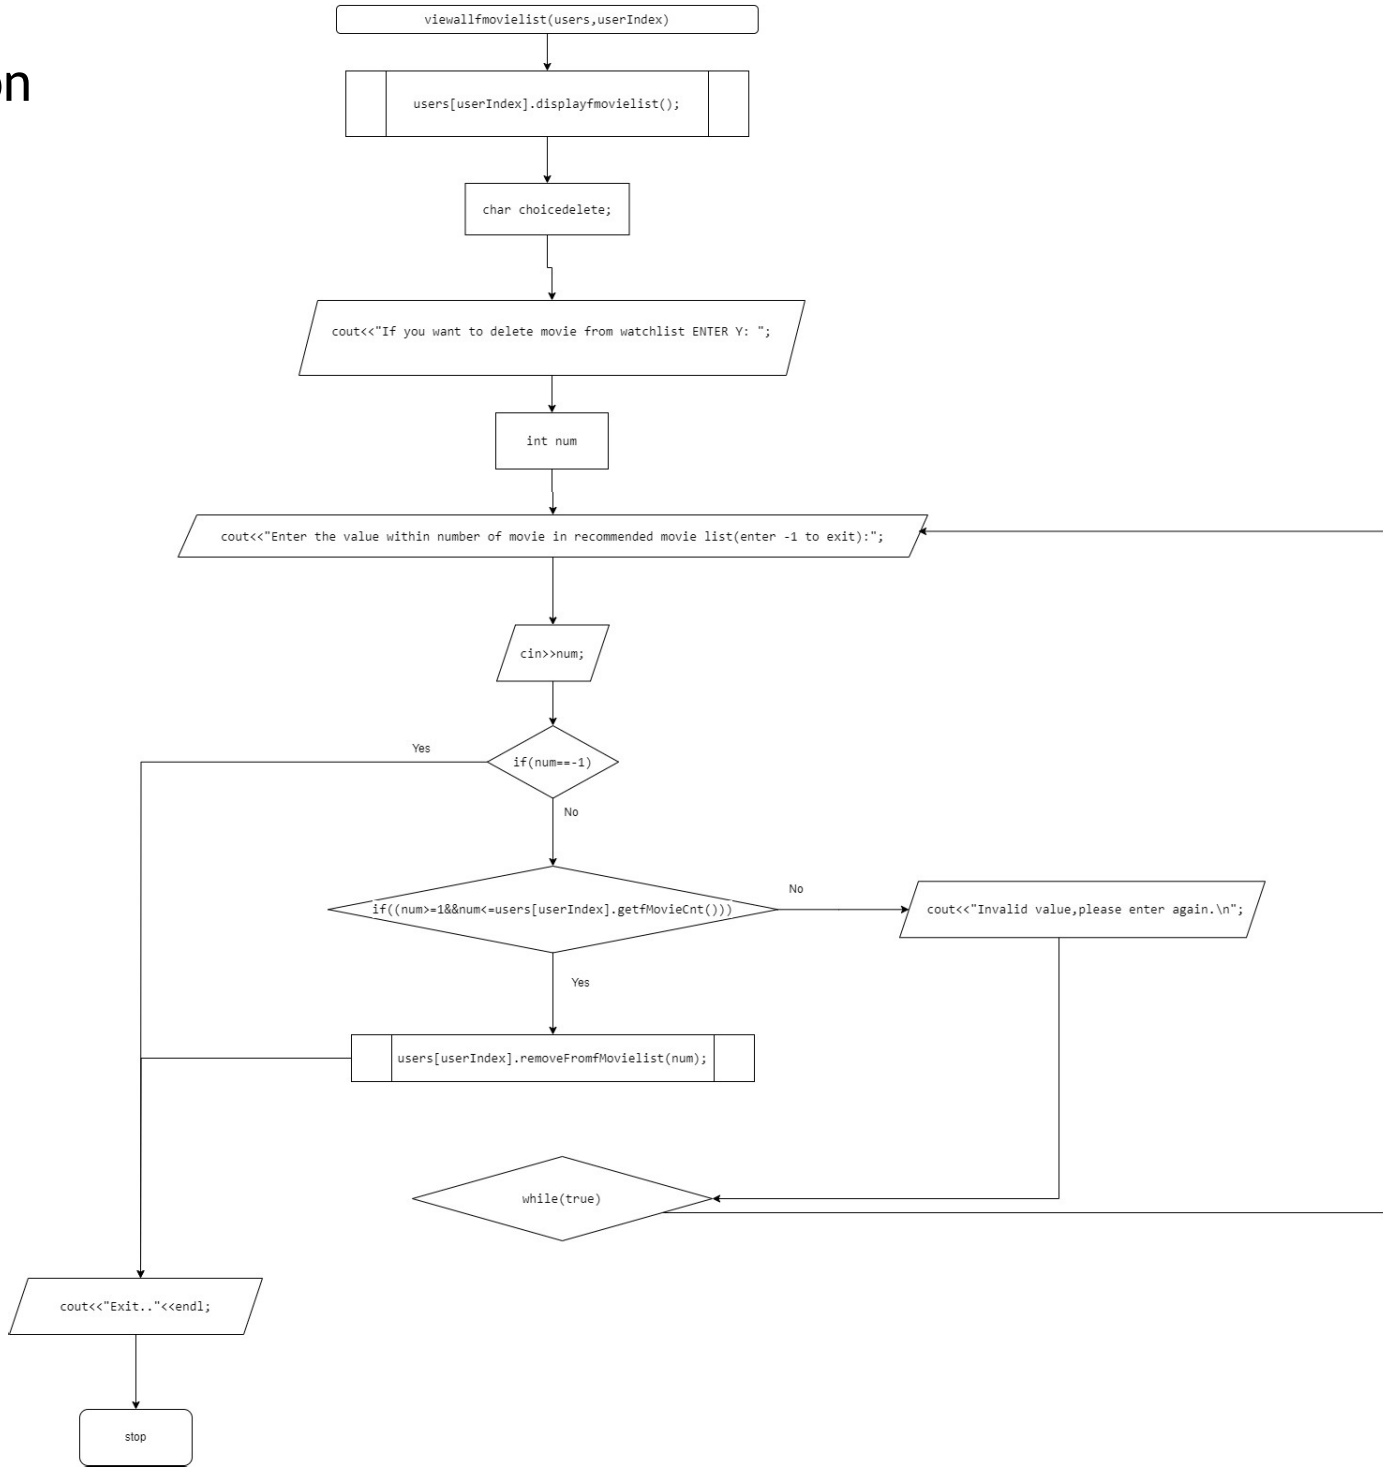 on
viewallfmovielist(users,userIndex)
users[userIndex].displayfmovielist();
char choicedelete;
cout<<"If you want to delete movie from watchlist ENTER Y: ";
int num
cout<<"Enter the value within number of movie in recommended movie list(enter -1 to exit):";
cin>>num;
Yes
if(num==-1)
No
No
if((num>=1&&num<=users[userIndex].getfMovieCnt()))
cout<<"Invalid value,please enter again.\n";
Yes
users[userIndex].removeFromfMovielist(num);
while(true)
cout<<"Exit.."<<endl;
stop